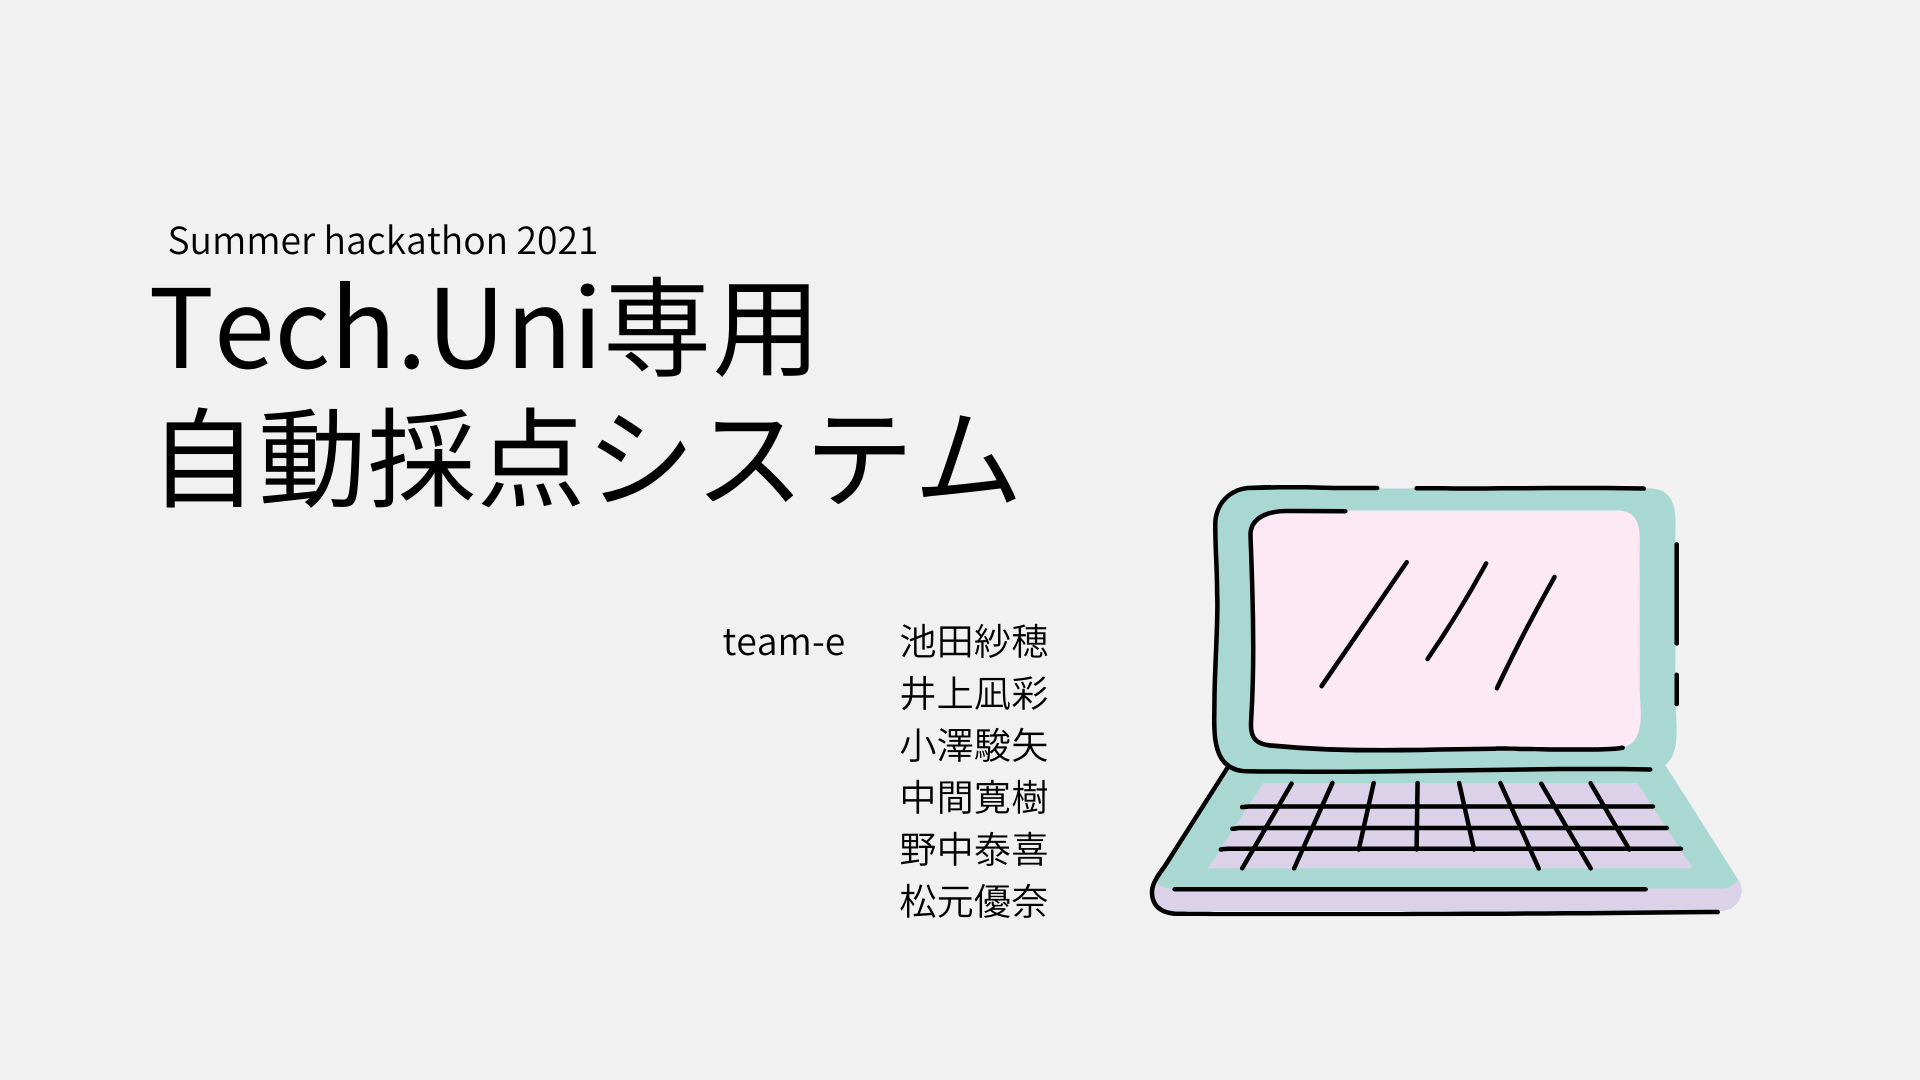 Summer hackathon 2021
Tech.Uni専用
自動採点システム
team-e 池田紗穂
井上凪彩
小澤駿矢
中間寛樹
野中泰喜
松元優奈